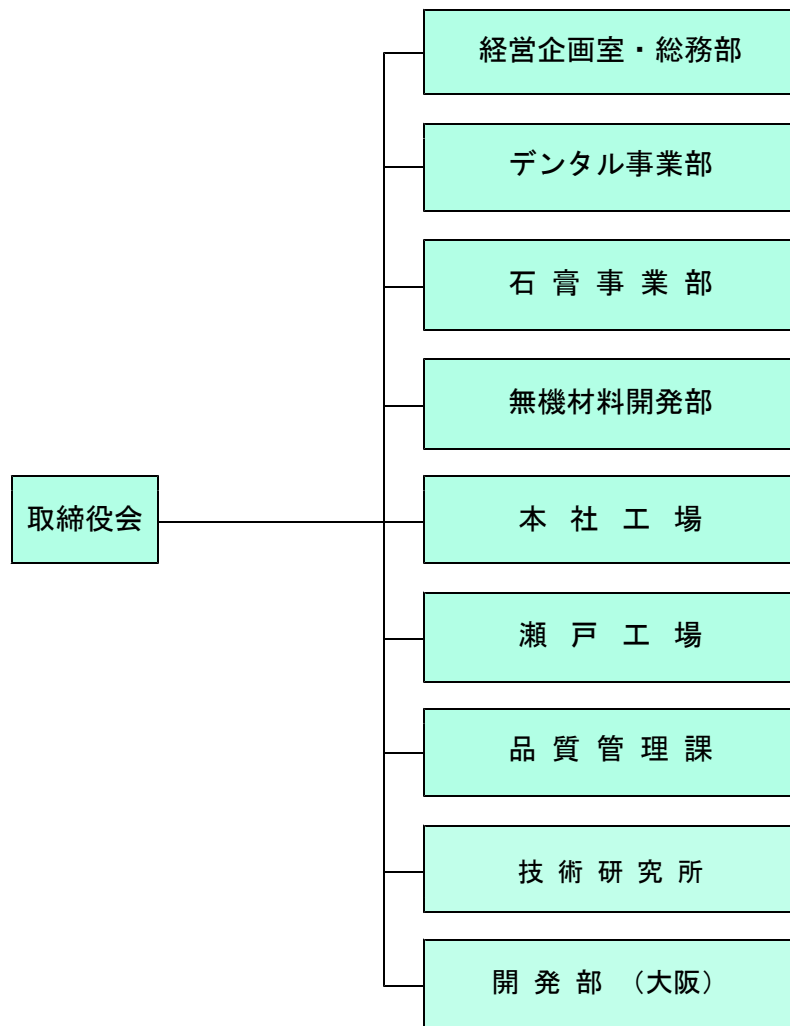 経営企画室・総務部
デンタル事業部
石膏事業部
無機材料開発部
取締役会
本社工場
瀬戸工場
品質管理課
技術研究所
開発部 （大阪）